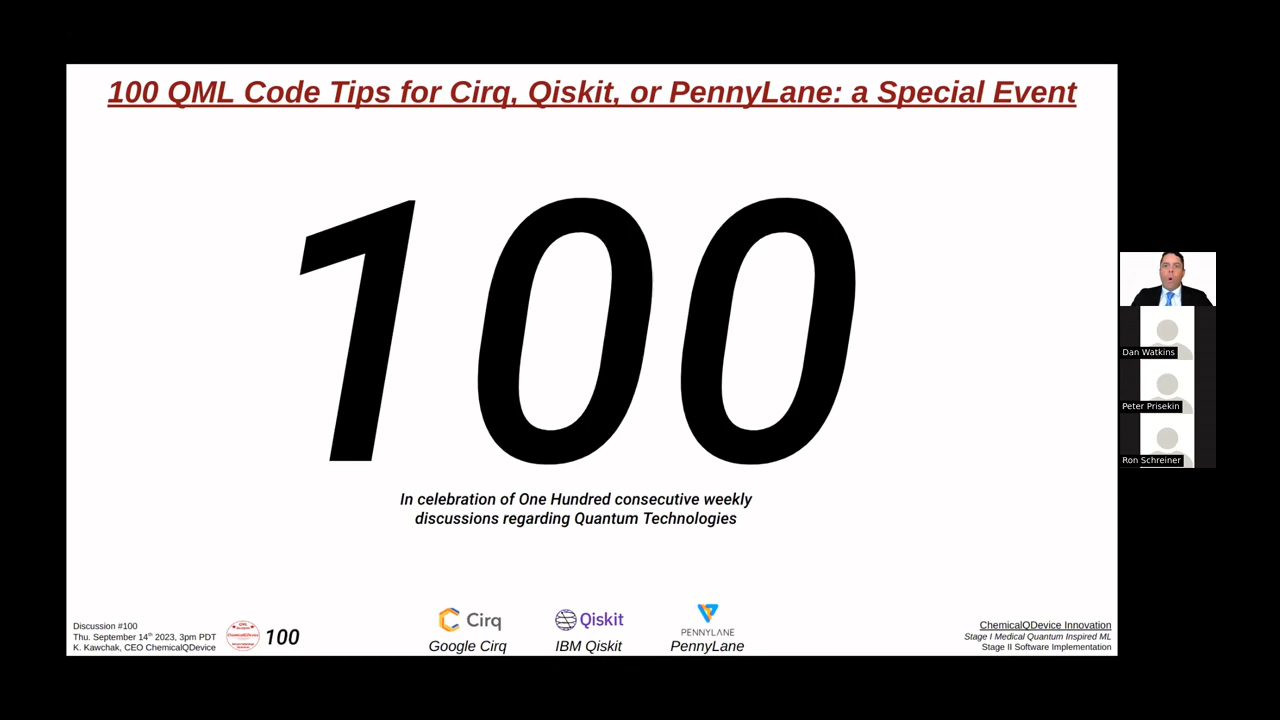 100 QML Code Tips for Cirq, Qiskit, or PennyLane: a Special Event
100
In celebration of One Hundred consecutive weekly
discussions regarding Quantum Technologies
Discussion #100
Thu. September 14th 2023, 3pm PDT
K. Kawchak, CEO ChemicalQDevice
ChemicalQDevice
100
Cirq
Google Cirq
Qiskit
IBM Qiskit
PENNYLANE
PennyLane
ChemicalQDevice Innovation
Stage I Medical Quantum Inspired ML
Stage II Software Implementation
Dan Watkins
Peter Prisekin
Ron Schreiner